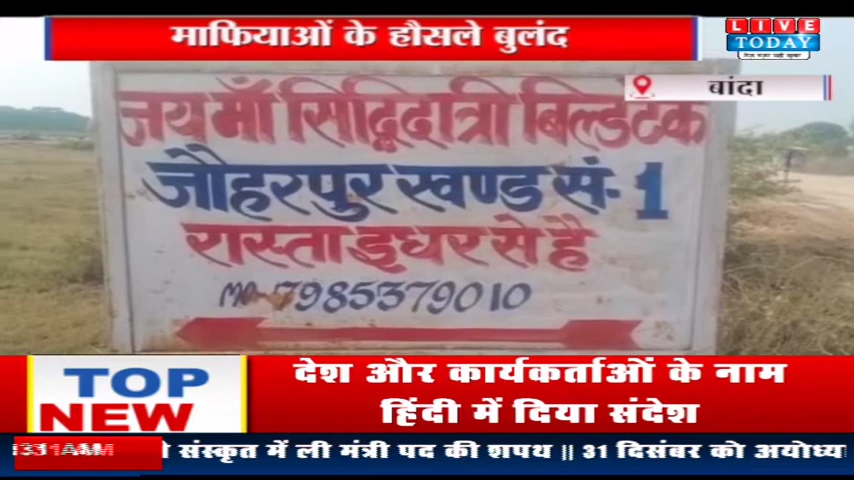 माफियाओं के हौसले बुलंद
LIVE
TODAY
बांदा
जय माँ सिद्धिदात्री बिल्डटेक
जौहरपुर खण्ड सं- 1
रास्ता इधर से है
MO- 7985379010
TOP
NEW
देश और कार्यकर्ताओं के नाम
हिंदी में दिया संदेश
संस्कृत में ली मंत्री पद की शपथ || 31 दिसंबर को अयोध्य